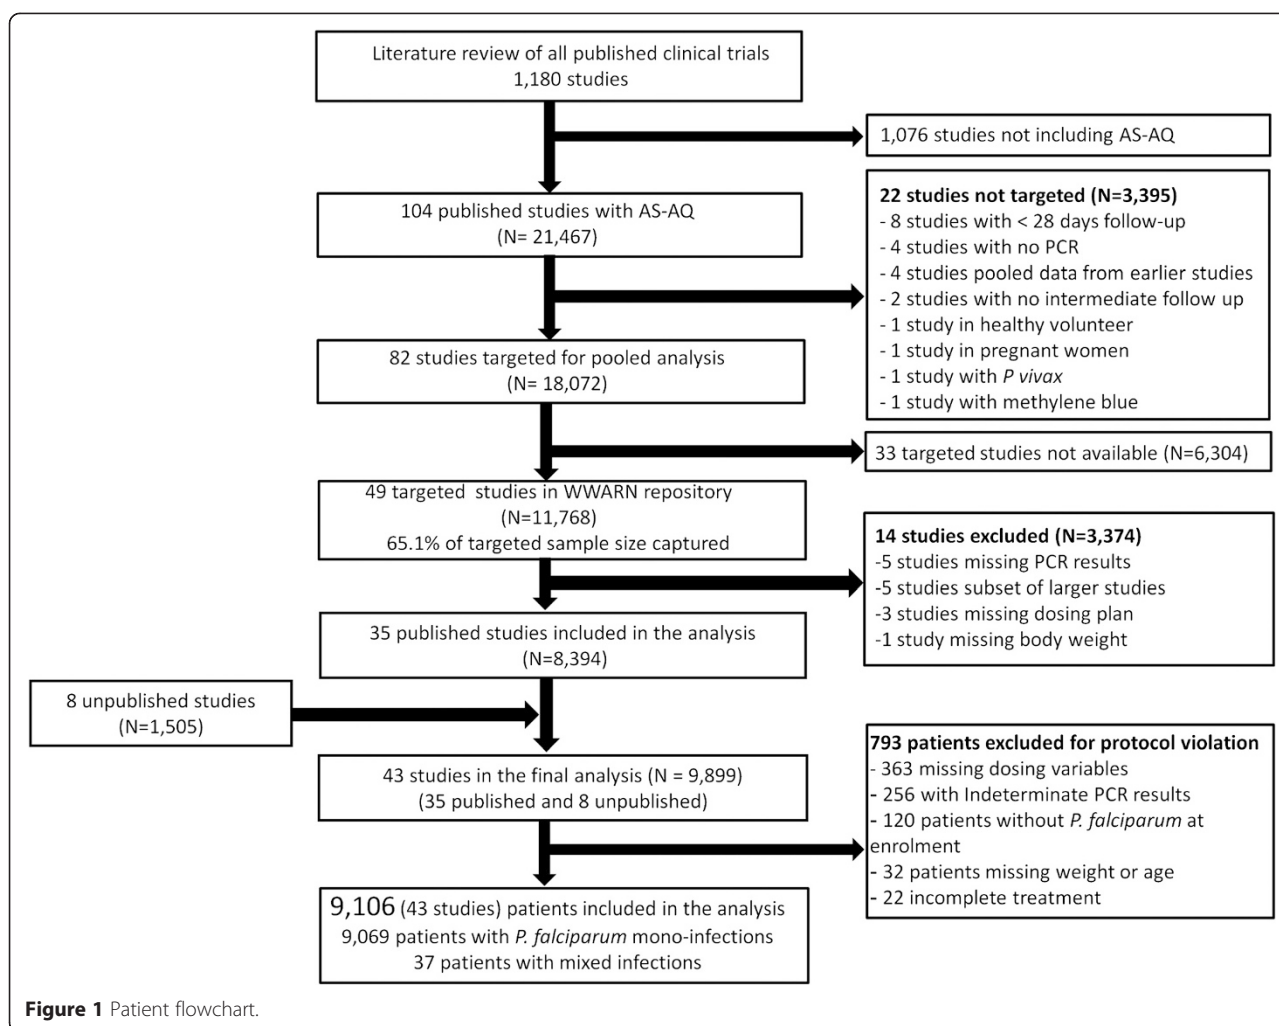 Literature review of all published clinical trials
1,180 studies
1,076 studies not including AS-AQ
104 published studies with AS-AQ
(N= 21,467)
22 studies not targeted (N=3,395)
- 8 studies with < 28 days follow-up
- 4 studies with no PCR
- 4 studies pooled data from earlier studies
- 2 studies with no intermediate follow up
- 1 study in healthy volunteer
- 1 study in pregnant women
- 1 study with P vivax
- 1 study with methylene blue
82 studies targeted for pooled analysis
(N= 18,072)
33 targeted studies not available (N=6,304)
49 targeted studies in WWARN repository
(N=11,768)
65.1% of targeted sample size captured
14 studies excluded (N=3,374)
-5 studies missing PCR results
-5 studies subset of larger studies
-3 studies missing dosing plan
-1 study missing body weight
35 published studies included in the analysis
(N=8,394)
8 unpublished studies
(N=1,505)
43 studies in the final analysis (N = 9,899)
(35 published and 8 unpublished)
793 patients excluded for protocol violation
- 363 missing dosing variables
- 256 with Indeterminate PCR results
- 120 patients without P. falciparum at
enrolment
- 32 patients missing weight or age
- 22 incomplete treatment
9,106 (43 studies) patients included in the analysis
9,069 patients with P. falciparum mono-infections
37 patients with mixed infections
Figure 1 Patient flowchart.